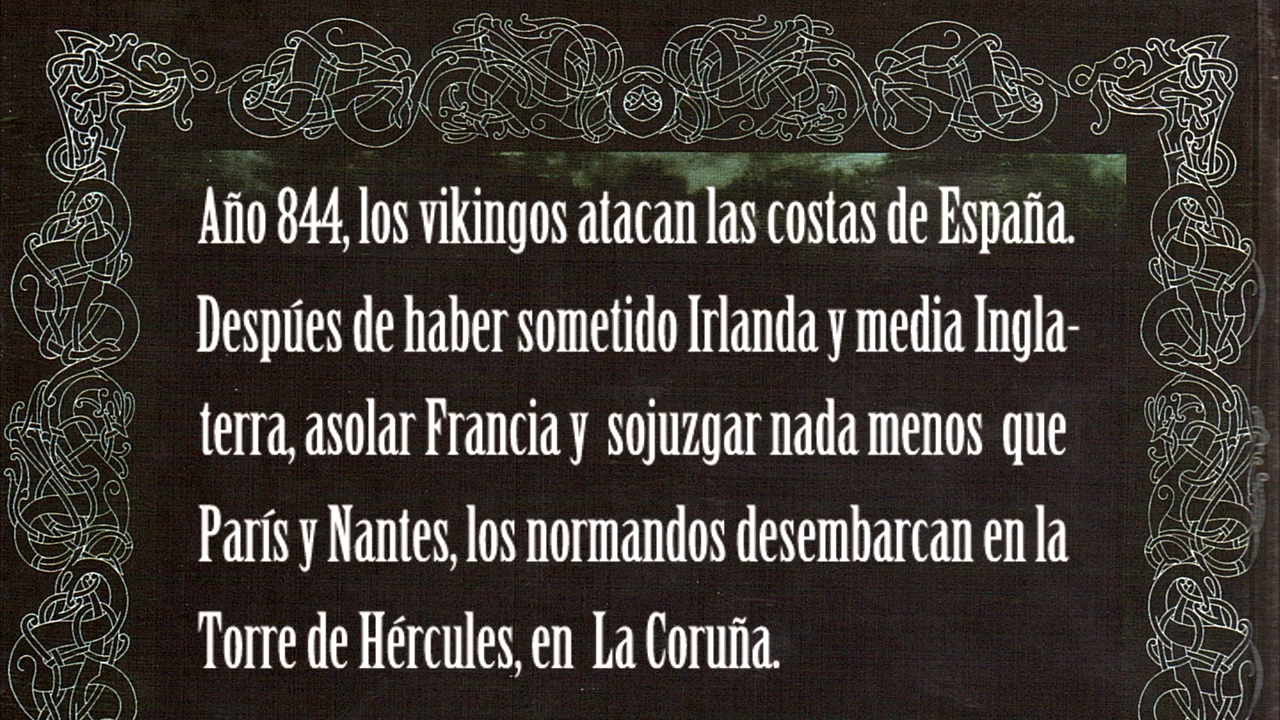 Año 844, los vikingos atacan las costas de España.
Despúes de haber sometido Irlanda y media Ingla-
terra, asolar Francia y sojuzgar nada menos que
París y Nantes, los normandos desembarcan en la
Torre de Hércules, en La Coruña.